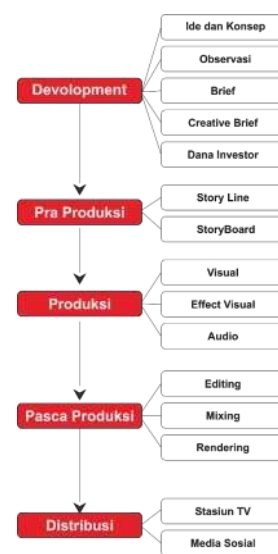 Devolopment
Ide dan Konsep
Observasi
Brief
Creative Brief
Dana Investor
Pra Produksi
Story Line
StoryBoard
Produksi
Visual
Effect Visual
Audio
Pasca Produksi
Editing
Mixing
Rendering
Distribusi
Stasiun TV
Media Sosial